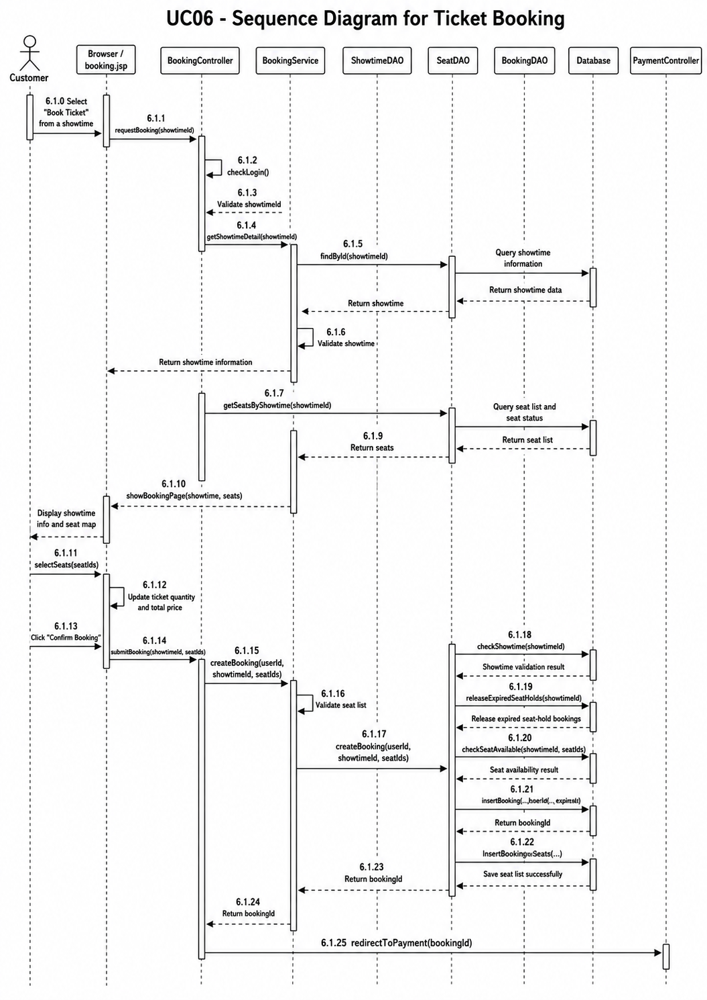 UC06 - Sequence Diagram for Ticket Booking
Customer
Browser /
booking.jsp
BookingController
BookingService
ShowtimeDAO
SeatDAO
BookingDAO
Database
PaymentController
6.1.0 Select
"Book Ticket"
from a showtime
6.1.1
requestBooking(showtimeId)
6.1.2
checkLogin()
6.1.3
Validate showtimeId
6.1.4
getShowtimeDetail(showtimeId)
6.1.5
findById(showtimeId)
Query showtime
information
Return showtime data
Return showtime
6.1.6
Validate showtime
Return showtime information
6.1.7
getSeatsByShowtime(showtimeId)
Query seat list and
seat status
Return seat list
6.1.9
Return seats
6.1.10
showBookingPage(showtime, seats)
Display showtime
info and seat map
6.1.11
selectSeats(seatIds)
6.1.12
Update ticket quantity
and total price
6.1.13
Click "Confirm Booking"
6.1.14
submitBooking(showtimeId, seatIds)
6.1.15
createBooking(userId,
showtimeId, seatIds)
6.1.16
Validate seat list
6.1.17
createBooking(userId,
showtimeId, seatIds)
6.1.18
checkShowtime(showtimeId)
Showtime validation result
6.1.19
releaseExpiredSeatHolds(showtimeId)
Release expired seat-hold bookings
6.1.20
checkSeatAvailable(showtimeId, seatIds)
Seat availability result
6.1.21
Return bookingId
6.1.22
Save seat list successfully
6.1.23
Return bookingId
6.1.24
Return bookingId
6.1.25 redirectToPayment(bookingId)